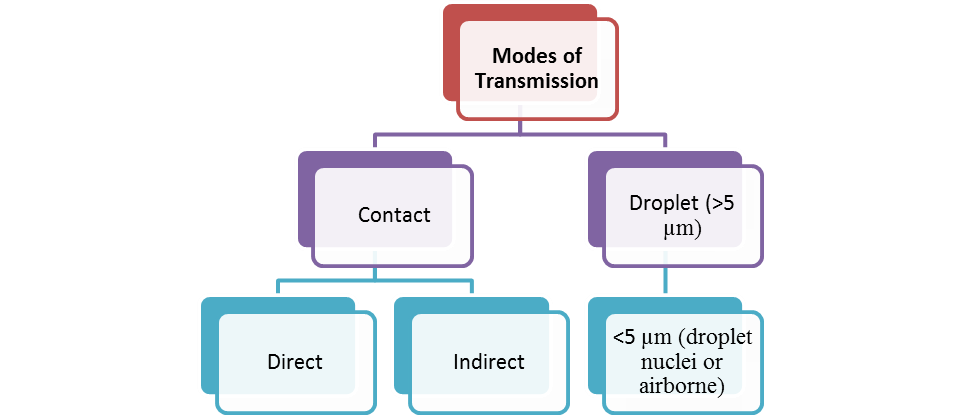 Modes of
Transmission
Contact
Droplet (>5
µm)
Direct
Indirect
<5 µm (droplet
nuclei or
airborne)